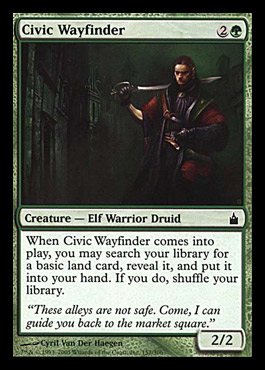 Civic Wayfinder 2
Creature — Elf Warrior Druid
When Civic Wayfinder comes into
play, you may search your library for
a basic land card, reveal it, and put it
into your hand. If you do, shuffle your
library.
"These alleys are not safe. Come, I can
guide you back to the market square."
Cyril Van Der Haegen
2/2